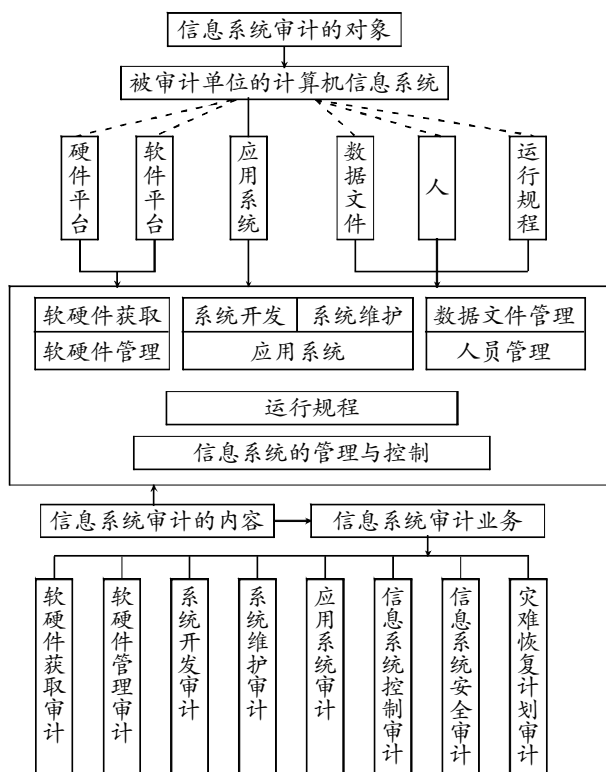 信息系统审计的对象
被审计单位的计算机信息系统
硬件平台
软件平台
应用系统
数据文件
人
运行规程
软硬件获取
系统开发
系统维护
数据文件管理
软硬件管理
应用系统
人员管理
运行规程
信息系统的管理与控制
信息系统审计的内容
信息系统审计业务
软硬件获取审计
软硬件管理审计
系统开发审计
系统维护审计
应用系统审计
信息系统控制审计
信息系统安全审计
灾难恢复计划审计